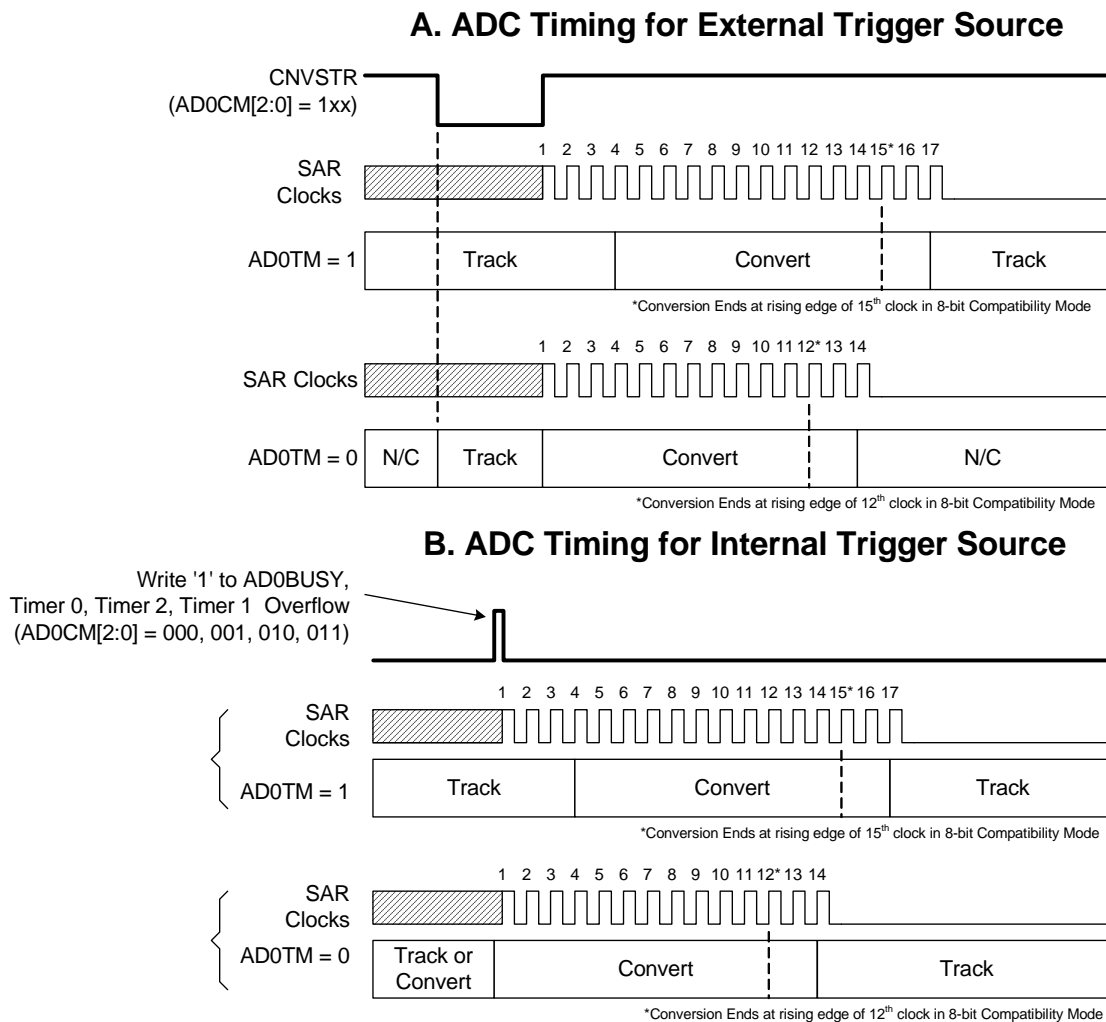 A. ADC Timing for External Trigger Source
CNVSTR
(AD0CM[2:0] = 1xx)
1 2 3 4 5 6 7 8 9 10 11 12 13 14 15* 16 17
SAR
Clocks
AD0TM = 1 Track Convert Track
*Conversion Ends at rising edge of 15th clock in 8-bit Compatibility Mode
1 2 3 4 5 6 7 8 9 10 11 12* 13 14
SAR Clocks
AD0TM = 0 N/C Track Convert N/C
*Conversion Ends at rising edge of 12th clock in 8-bit Compatibility Mode
B. ADC Timing for Internal Trigger Source
Write '1' to AD0BUSY,
Timer 0, Timer 2, Timer 1 Overflow
(AD0CM[2:0] = 000, 001, 010, 011)
1 2 3 4 5 6 7 8 9 10 11 12 13 14 15* 16 17
SAR
Clocks
AD0TM = 1 Track Convert Track
*Conversion Ends at rising edge of 15th clock in 8-bit Compatibility Mode
1 2 3 4 5 6 7 8 9 10 11 12* 13 14
SAR
Clocks
AD0TM = 0 Track or Convert Convert Track
*Conversion Ends at rising edge of 12th clock in 8-bit Compatibility Mode